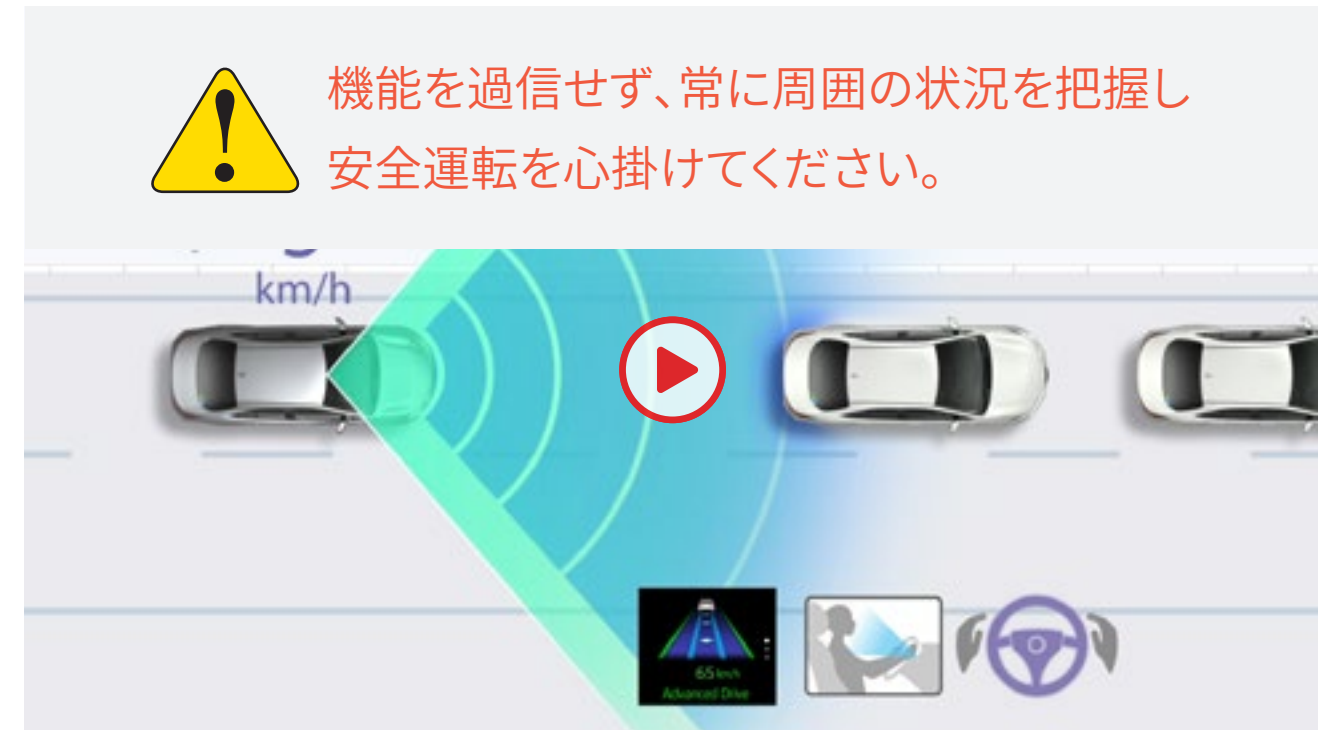 機能を過信せず、常に周囲の状況を把握し
安全運転を心掛けてください。
km/h
65 km/h
Advanced Drive